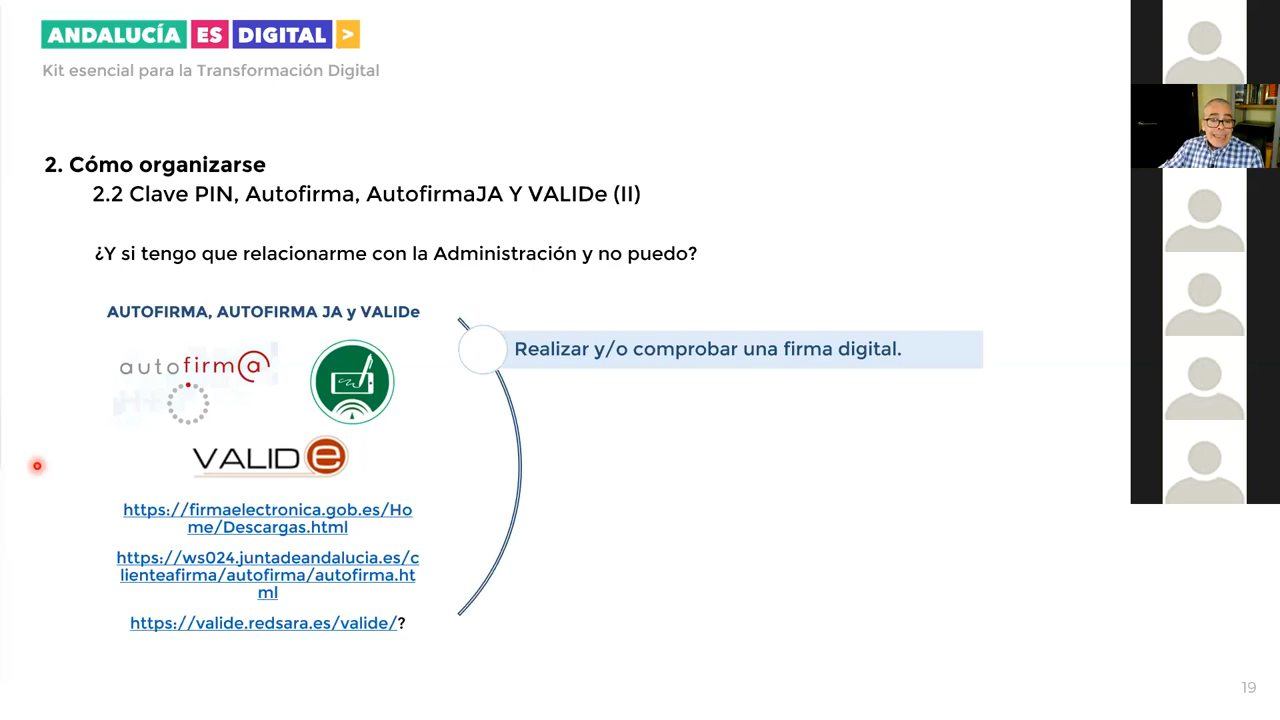 ANDALUCÍA ES DIGITAL >
Kit esencial para la Transformación Digital
2. Cómo organizarse
2.2 Clave PIN, Autofirma, AutofirmaJA Y VALIDe (II)
¿Y si tengo que relacionarme con la Administración y no puedo?
AUTOFIRMA, AUTOFIRMA JA y VALIDe
Realizar y/o comprobar una firma digital.
autofirm@
VALIDe
https://firmaelectronica.gob.es/Ho
me/Descargas.html
https://ws024.juntadeandalucia.es/c
lienteafirma/autofirma/autofirma.ht
ml
https://valide.redsara.es/valide/?
19